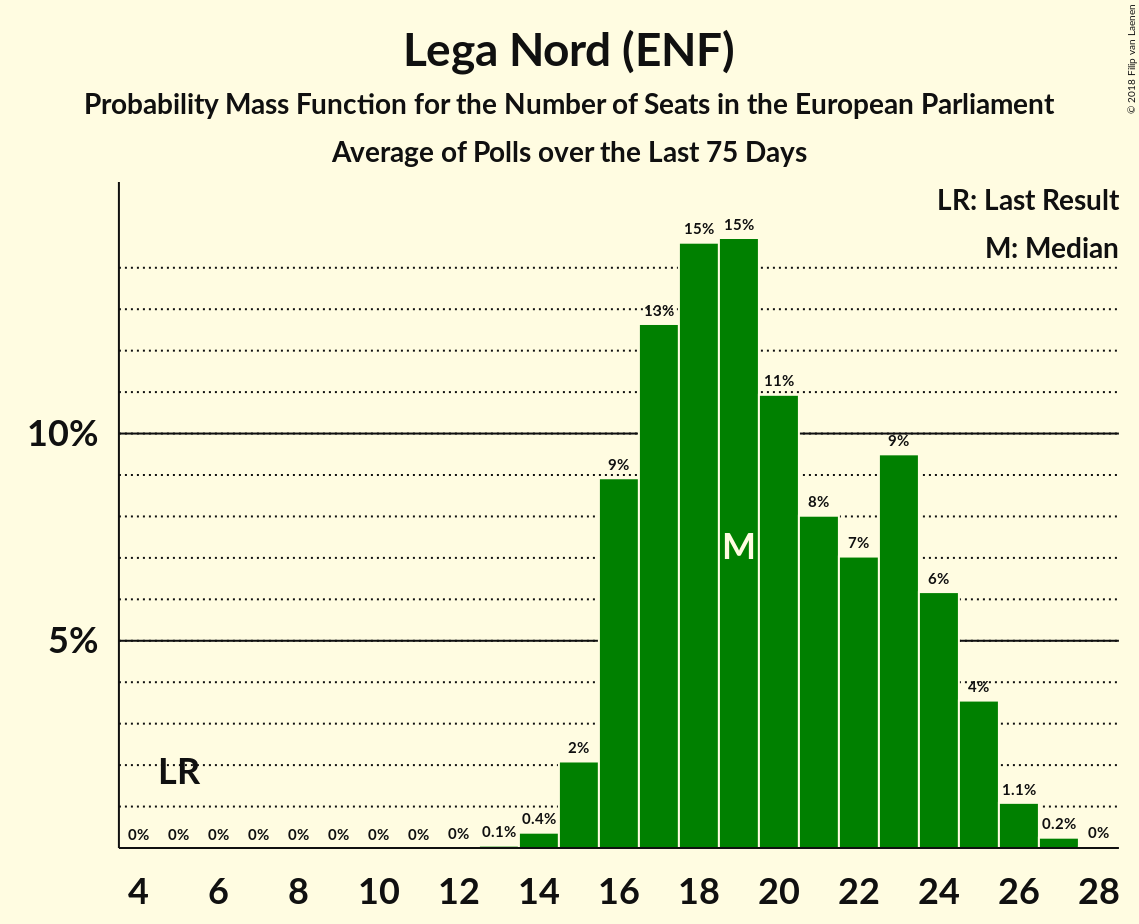 Lega Nord (ENF)
Probability Mass Function for the Number of Seats in the European Parliament
Average of Polls over the Last 75 Days
© 2018 Filip van Laenen
LR: Last Result
M: Median
15% 15%
13%
11%
10%
9%
9%
8%
7%
6%
5%
4%
2%
1.1%
M
LR
0% 0% 0% 0% 0% 0% 0% 0% 0% 0.1% 0.4% 0.2% 0%
4 6 8 10 12 14 16 18 20 22 24 26 28